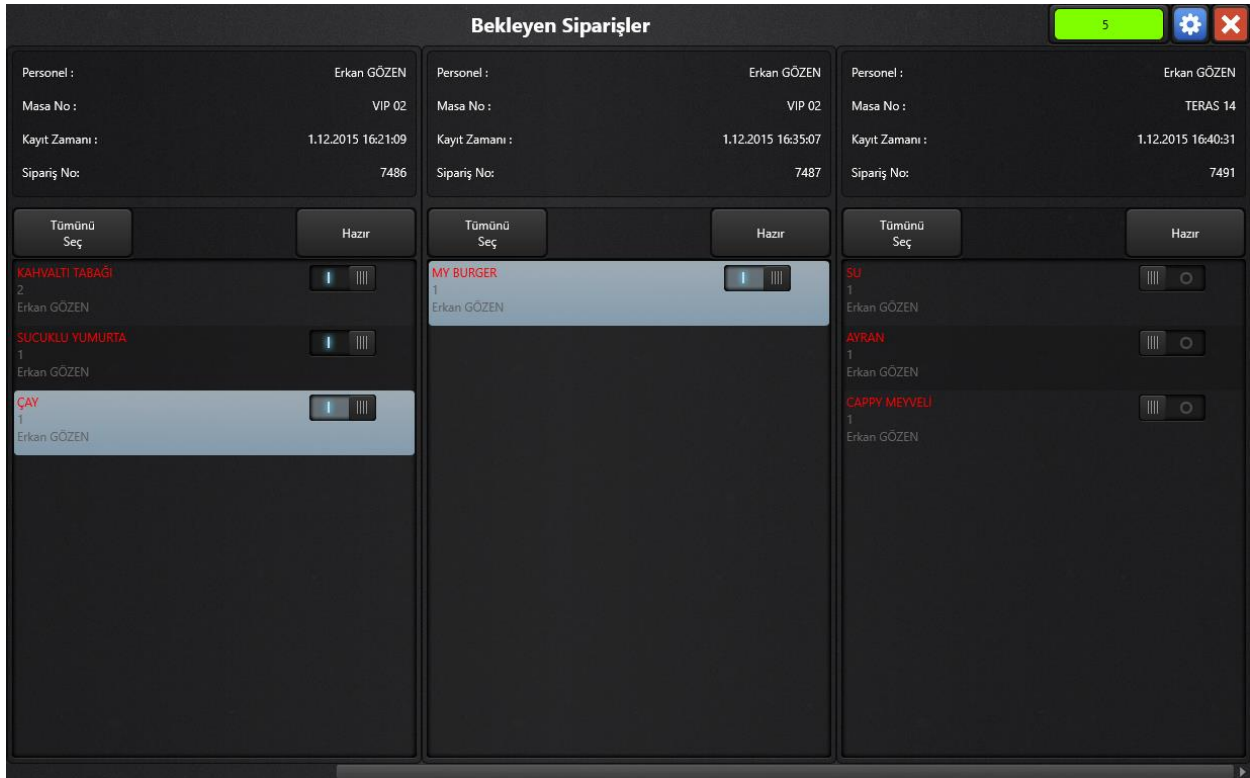 Bekleyen Siparişler
5
Personel : Erkan GÖZEN
Masa No : VIP 02
Kayıt Zamanı : 1.12.2015 16:21:09
Sipariş No: 7486
Tümünü
Seç
Hazır
KAHVALTI TABAĞI
2
Erkan GÖZEN
SUCUKLU YUMURTA
1
Erkan GÖZEN
ÇAY
1
Erkan GÖZEN
Personel : Erkan GÖZEN
Masa No : VIP 02
Kayıt Zamanı : 1.12.2015 16:35:07
Sipariş No: 7487
Tümünü
Seç
Hazır
MY BURGER
1
Erkan GÖZEN
Personel : Erkan GÖZEN
Masa No : TERAS 14
Kayıt Zamanı : 1.12.2015 16:40:31
Sipariş No: 7491
Tümünü
Seç
Hazır
SU
1
Erkan GÖZEN
AYRAN
1
Erkan GÖZEN
CAPPY MEYVELİ
1
Erkan GÖZEN